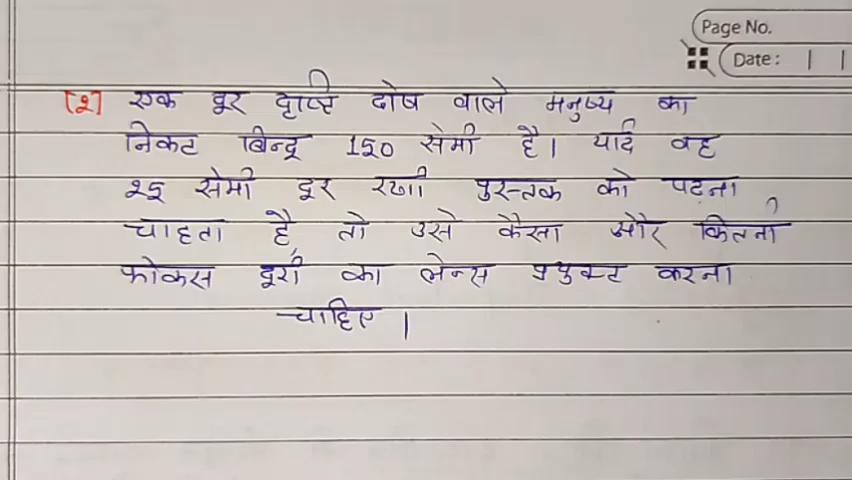 Page No.
Date: | |
[2] एक दूर दृष्टि दोष वाले मनुष्य का
निकट बिन्दू 150 सेमी है। यदि वह
25 सेमी दूर रखी पुस्तक को पढना
चाहता है, तो उसे कैसा और कितनी
फोकस दूरी का लेन्स प्रयुक्ट करना
चाहिए।